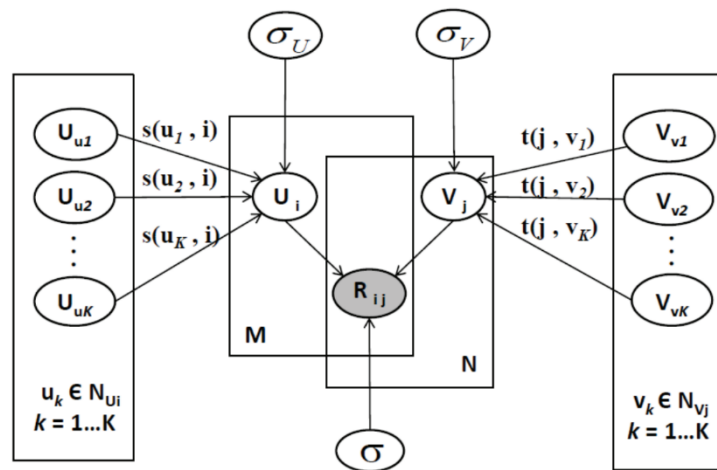 σ_U
σ_V
U_u1
s(u_1 , i)
t(j , v_1)
V_v1
U_u2
s(u_2 , i)
U_i
V_j
t(j , v_2)
V_v2
⋮
s(u_K , i)
t(j , v_K)
⋮
U_uK
R_ij
V_vK
M
N
u_k ∈ N_Ui
k = 1...K
v_k ∈ N_Vj
k = 1...K
σ